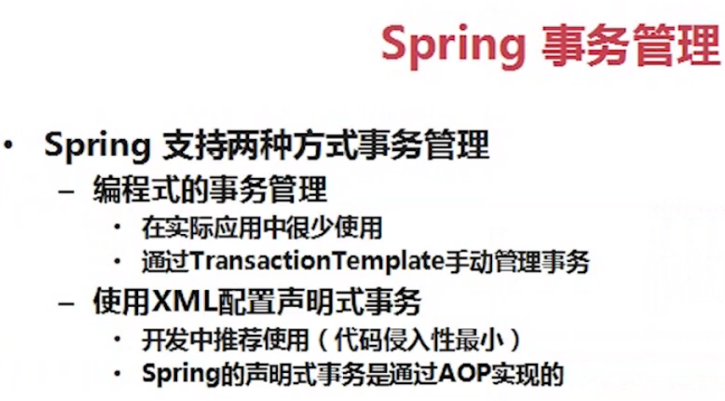 Spring 事务管理
• Spring 支持两种方式事务管理
– 编程式的事务管理
• 在实际应用中很少使用
• 通过TransactionTemplate手动管理事务
– 使用XML配置声明式事务
• 开发中推荐使用（代码侵入性最小）
• Spring的声明式事务是通过AOP实现的